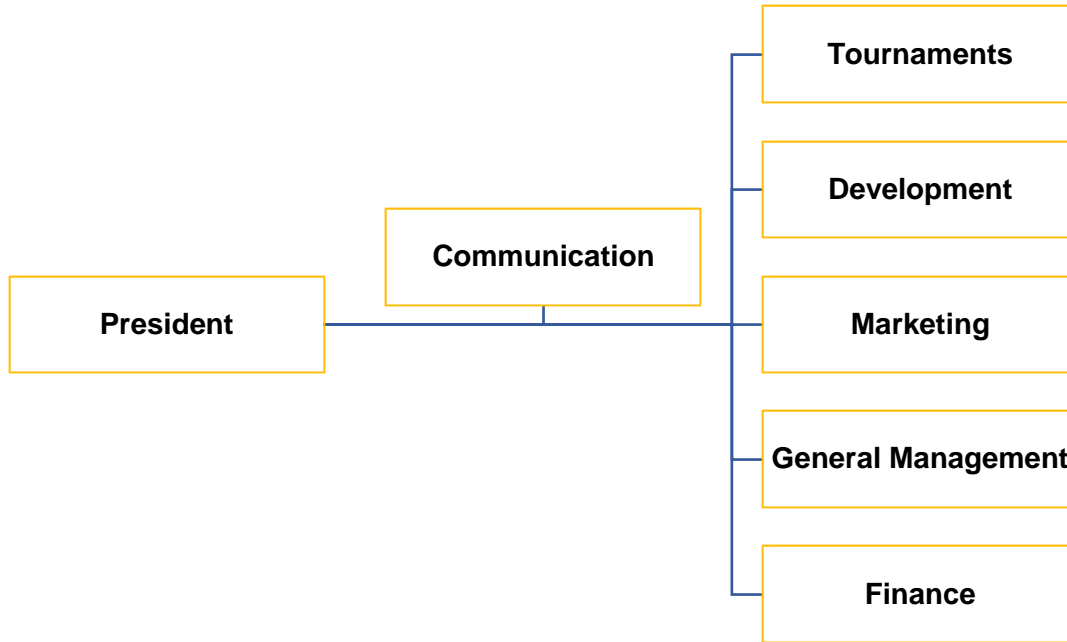 President
Communication
Tournaments
Development
Marketing
General Management
Finance